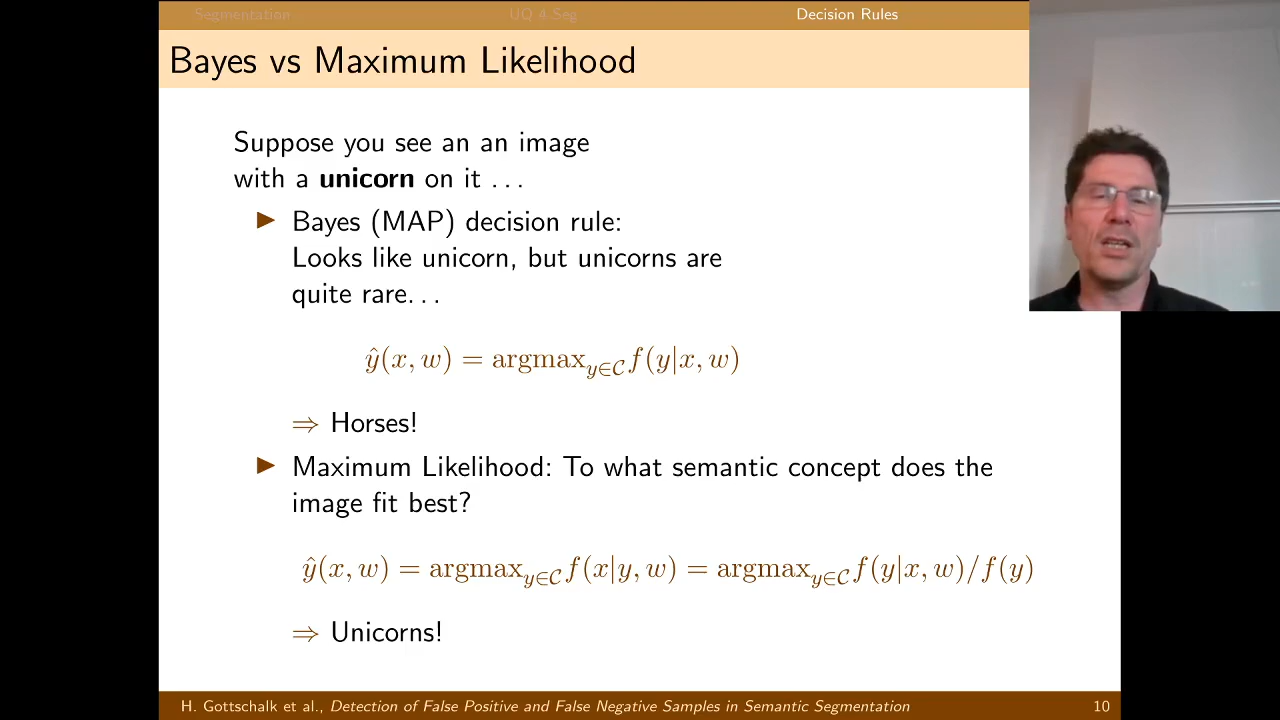 Segmentation UQ 4 Seg Decision Rules
Bayes vs Maximum Likelihood
Suppose you see an an image
with a unicorn on it . . .
▶ Bayes (MAP) decision rule:
Looks like unicorn, but unicorns are
quite rare. . .
ŷ(x, w) = argmax_{y∈𝒞} f(y|x, w)
⇒ Horses!
▶ Maximum Likelihood: To what semantic concept does the
image fit best?
ŷ(x, w) = argmax_{y∈𝒞} f(x|y, w) = argmax_{y∈𝒞} f(y|x, w)/f(y)
⇒ Unicorns!
H. Gottschalk et al., Detection of False Positive and False Negative Samples in Semantic Segmentation 10